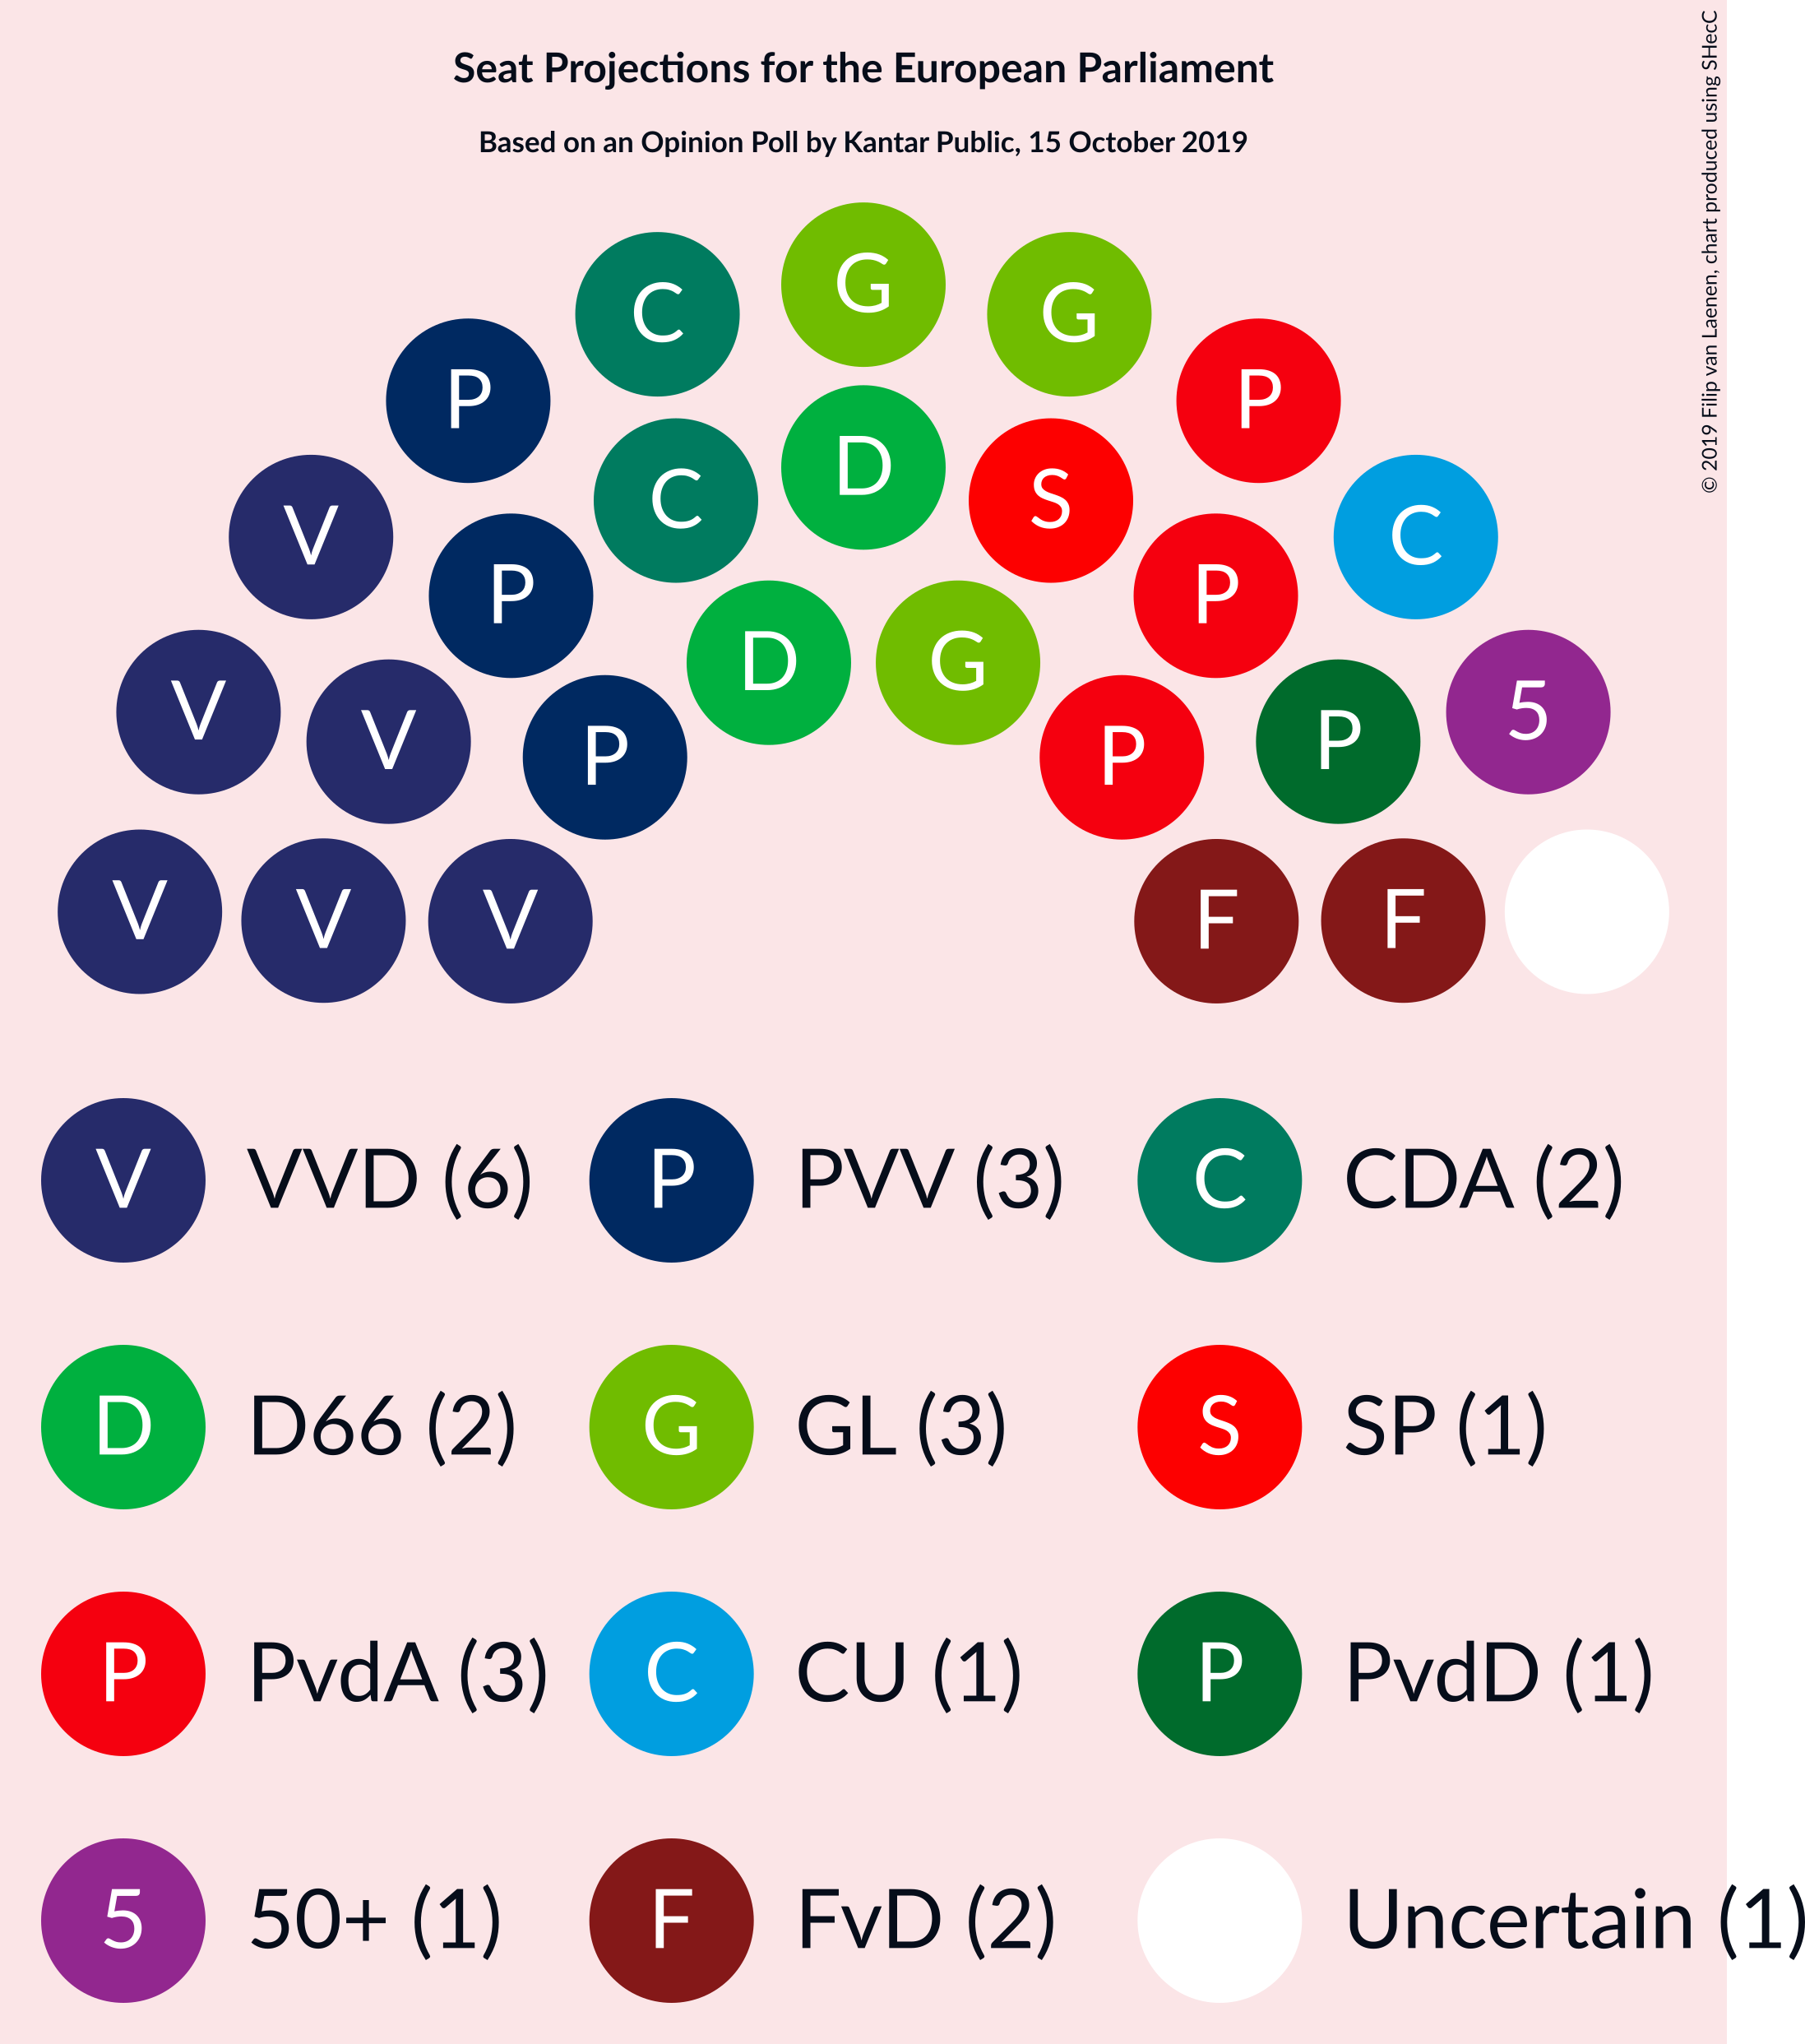 Seat Projections for the European Parliament
Based on an Opinion Poll by Kantar Public, 15 October 2019
© 2019 Filip van Laenen, chart produced using SHecC
G
C G
P P
D
C S
V C
P P
D G
V 5
V P
P P
V F
V V F
V VVD (6) P PVV (3) C CDA (2)
D D66 (2) G GL (3) S SP (1)
P PvdA (3) C CU (1) P PvdD (1)
5 50+ (1) F FvD (2) Uncertain (1)